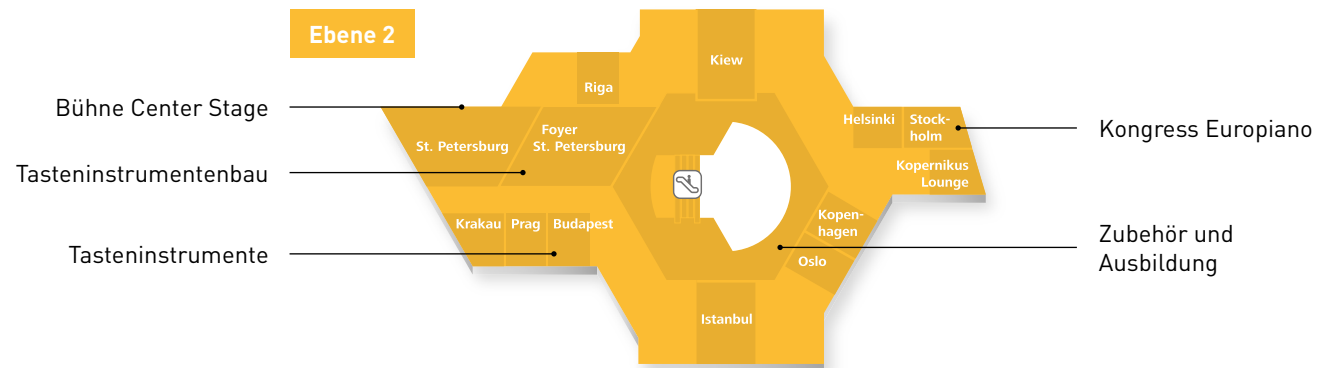 Ebene 2
Kiew
Riga
Bühne Center Stage
Foyer
St. Petersburg
St. Petersburg
Helsinki
Stock-
holm
Kongress Europiano
Tasteninstrumentenbau
Kopernikus
Lounge
Krakau
Prag
Budapest
Kopen-
hagen
Oslo
Tasteninstrumente
Zubehör und
Ausbildung
Istanbul